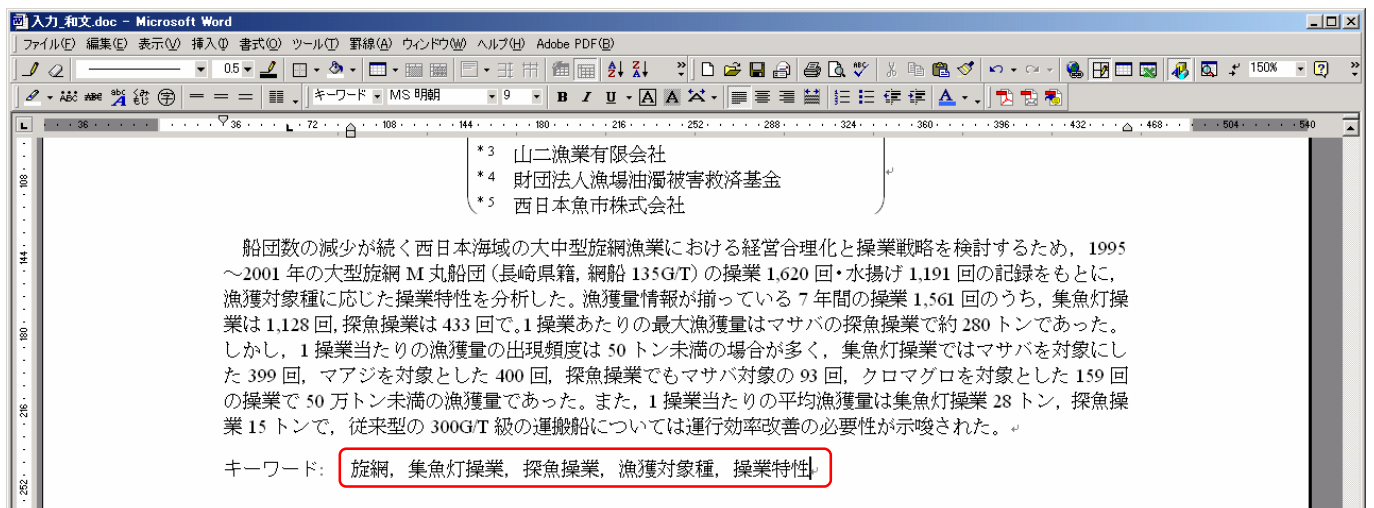 入力_和文.doc - Microsoft Word
ファイル(F) 編集(E) 表示(V) 挿入(I) 書式(O) ツール(T) 罫線(A) ウィンドウ(W) ヘルプ(H) Adobe PDF(B)
0.5 150%
キーワード MS 明朝 9 B I U A A A
36 36 72 108 144 180 216 252 288 324 360 396 432 468 504 540
*3 山二漁業有限会社
*4 財団法人漁場油濁被害救済基金
*5 西日本魚市株式会社
船団数の減少が続く西日本海域の大中型旋網漁業における経営合理化と操業戦略を検討するため，1995
～2001 年の大型旋網 M 丸船団（長崎県籍, 網船 135G/T）の操業 1,620 回・水揚げ 1,191 回の記録をもとに，
漁獲対象種に応じた操業特性を分析した。漁獲量情報が揃っている 7 年間の操業 1,561 回のうち，集魚灯操
業は 1,128 回, 探魚操業は 433 回で。1 操業あたりの最大漁獲量はマサバの探魚操業で約 280 トンであった。
しかし，1 操業当たりの漁獲量の出現頻度は 50 トン未満の場合が多く，集魚灯操業ではマサバを対象にし
た 399 回，マアジを対象とした 400 回，探魚操業でもマサバ対象の 93 回，クロマグロを対象とした 159 回
の操業で 50 万トン未満の漁獲量であった。また，1 操業当たりの平均漁獲量は集魚灯操業 28 トン，探魚操
業 15 トンで，従来型の 300G/T 級の運搬船については運行効率改善の必要性が示唆された。
キーワード: 旋網，集魚灯操業，探魚操業，漁獲対象種，操業特性
108
144
180
216
252